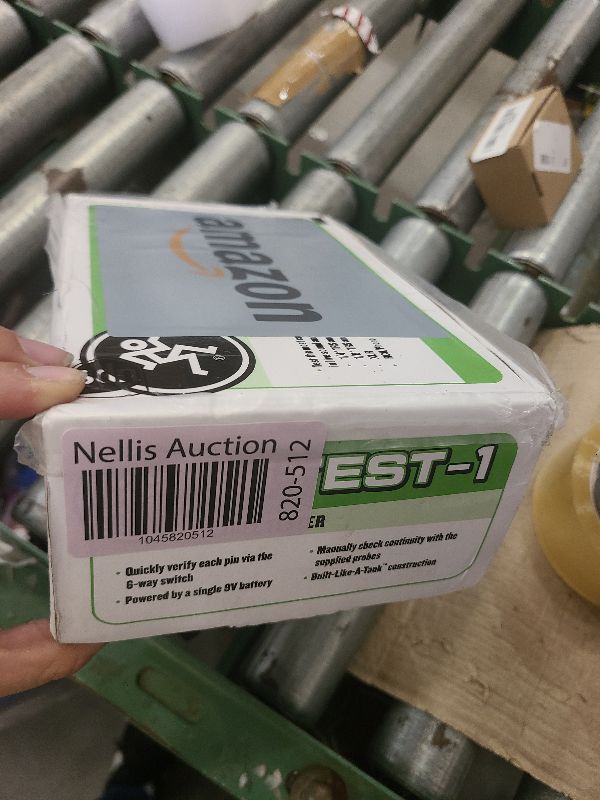 amazon
Nellis Auction
1045820512
820-512
EST-1
ER
• Quickly verify each pin via the
6-way switch
• Powered by a single 9V battery
• Manually check continuity with the
supplied probes
• Built-Like-A-Tank™ construction